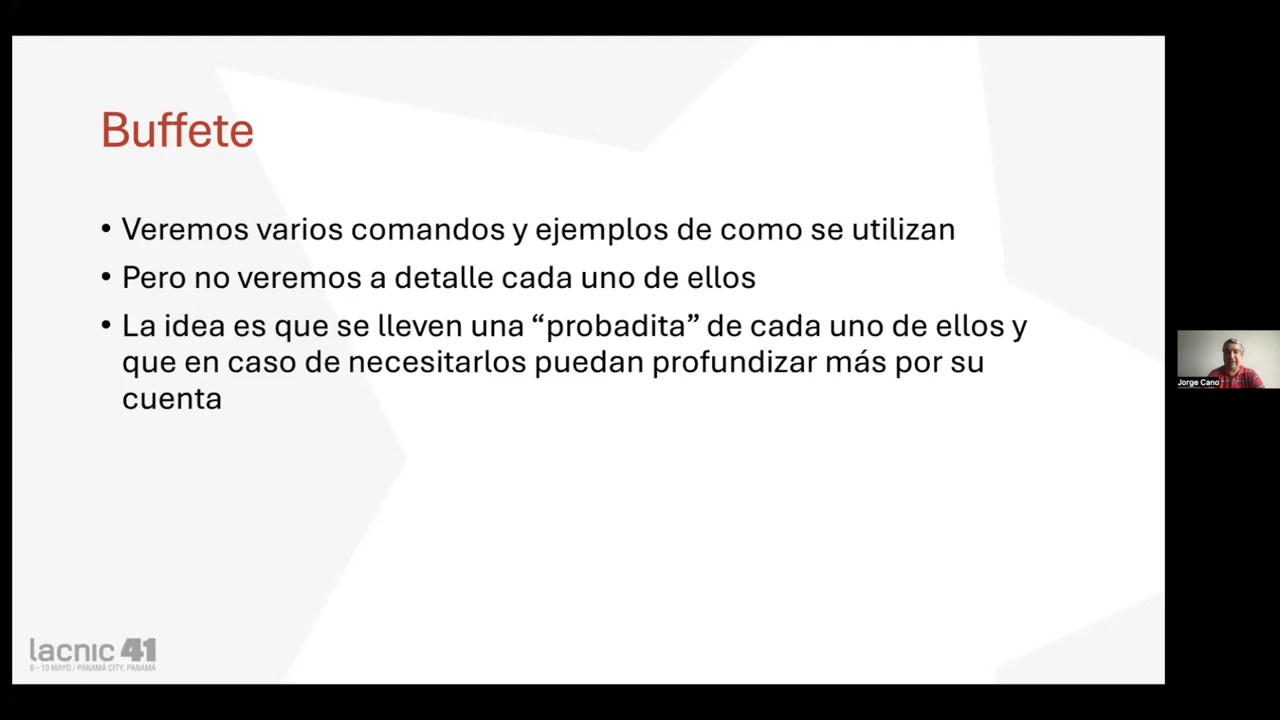 Buffete
• Veremos varios comandos y ejemplos de como se utilizan
• Pero no veremos a detalle cada uno de ellos
• La idea es que se lleven una “probadita” de cada uno de ellos y
que en caso de necesitarlos puedan profundizar más por su
cuenta
Jorge Cano
lacnic 41
6 - 10 MAYO / PANAMÁ CITY, PANAMÁ